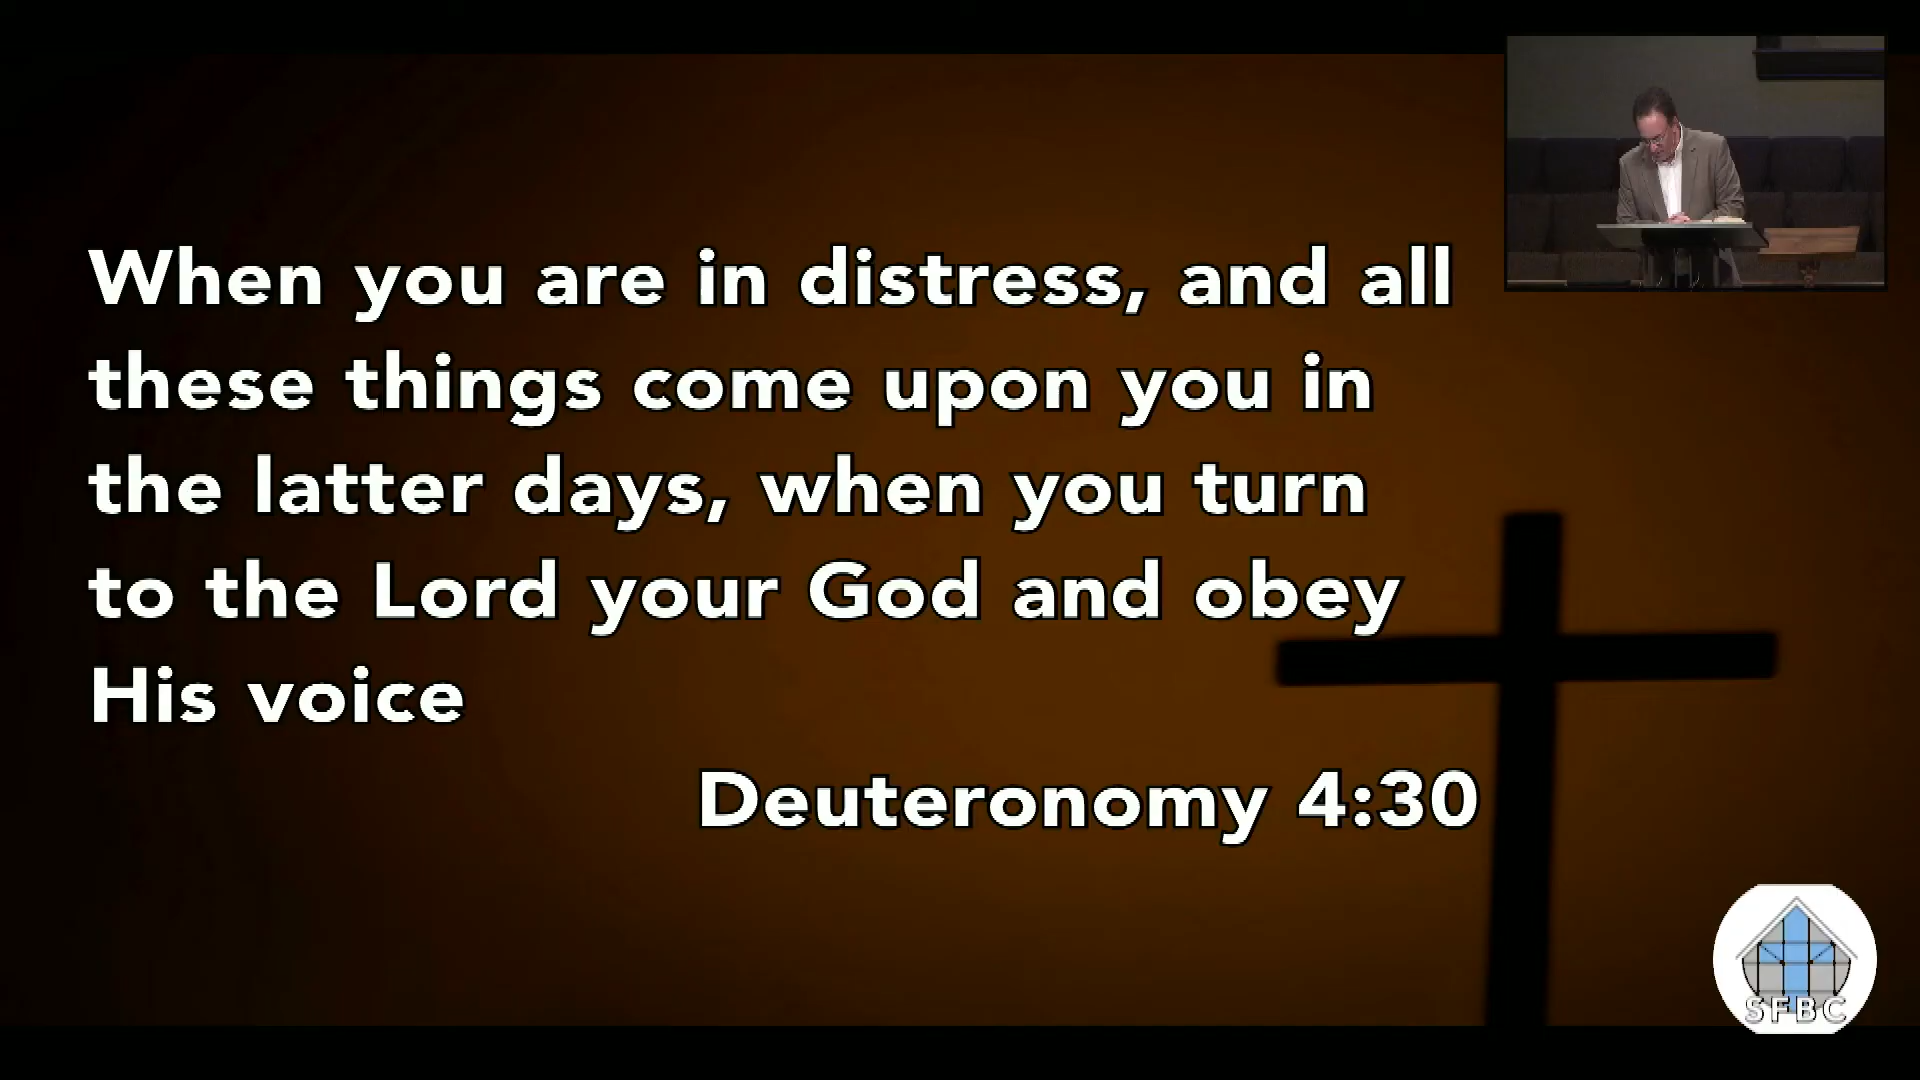 When you are in distress, and all
these things come upon you in
the latter days, when you turn
to the Lord your God and obey
His voice
Deuteronomy 4:30
SFBC